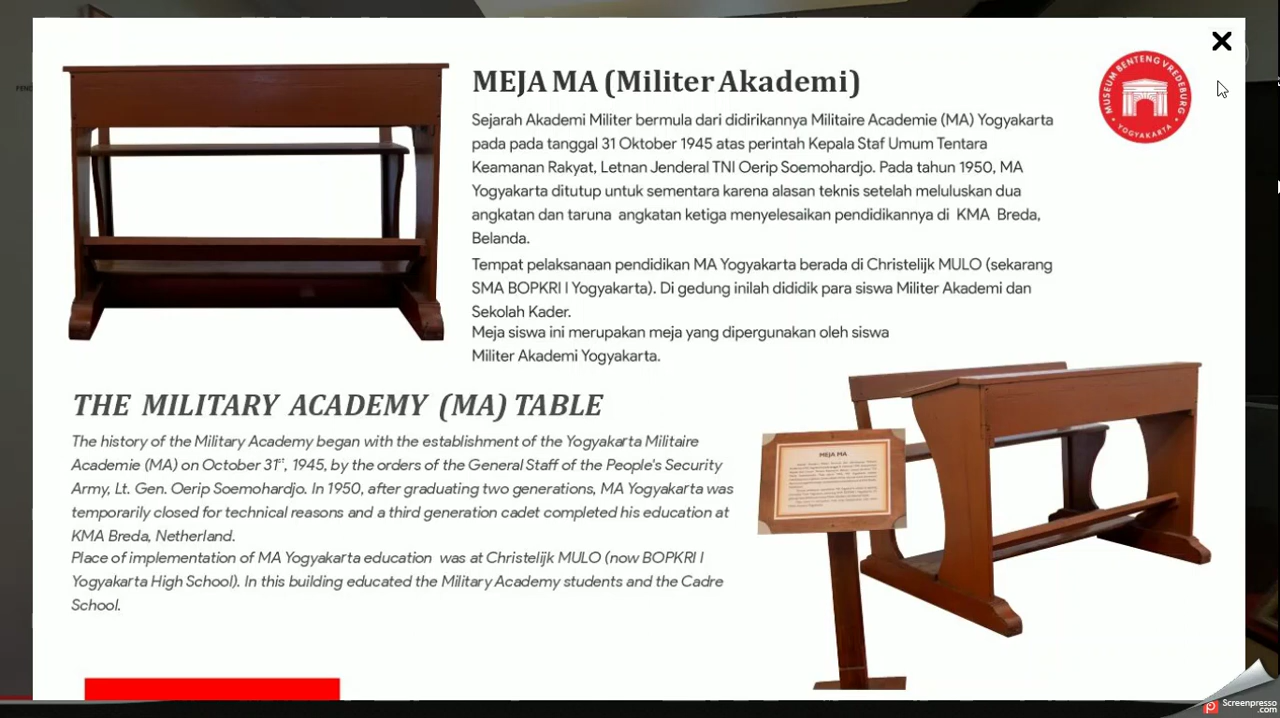 MEJA MA (Militer Akademi)
Sejarah Akademi Militer bermula dari didirikannya Militaire Academie (MA) Yogyakarta
pada pada tanggal 31 Oktober 1945 atas perintah Kepala Staf Umum Tentara
Keamanan Rakyat, Letnan Jenderal TNI Oerip Soemohardjo. Pada tahun 1950, MA
Yogyakarta ditutup untuk sementara karena alasan teknis setelah meluluskan dua
angkatan dan taruna angkatan ketiga menyelesaikan pendidikannya di KMA Breda,
Belanda.
Tempat pelaksanaan pendidikan MA Yogyakarta berada di Christelijk MULO (sekarang
SMA BOPKRI I Yogyakarta). Di gedung inilah dididik para siswa Militer Akademi dan
Sekolah Kader.
Meja siswa ini merupakan meja yang dipergunakan oleh siswa
Militer Akademi Yogyakarta.
MUSEUM BENTENG VREDEBURG
YOGYAKARTA
THE MILITARY ACADEMY (MA) TABLE
The history of the Military Academy began with the establishment of the Yogyakarta Militaire
Academie (MA) on October 31st, 1945, by the orders of the General Staff of the People's Security
Army, Gen. Oerip Soemohardjo. In 1950, after graduating two generations, MA Yogyakarta was
temporarily closed for technical reasons and a third generation cadet completed his education at
KMA Breda, Netherland.
Place of implementation of MA Yogyakarta education was at Christelijk MULO (now BOPKRI I
Yogyakarta High School). In this building educated the Military Academy students and the Cadre
School.
MEJA MA
Screenpresso
.com